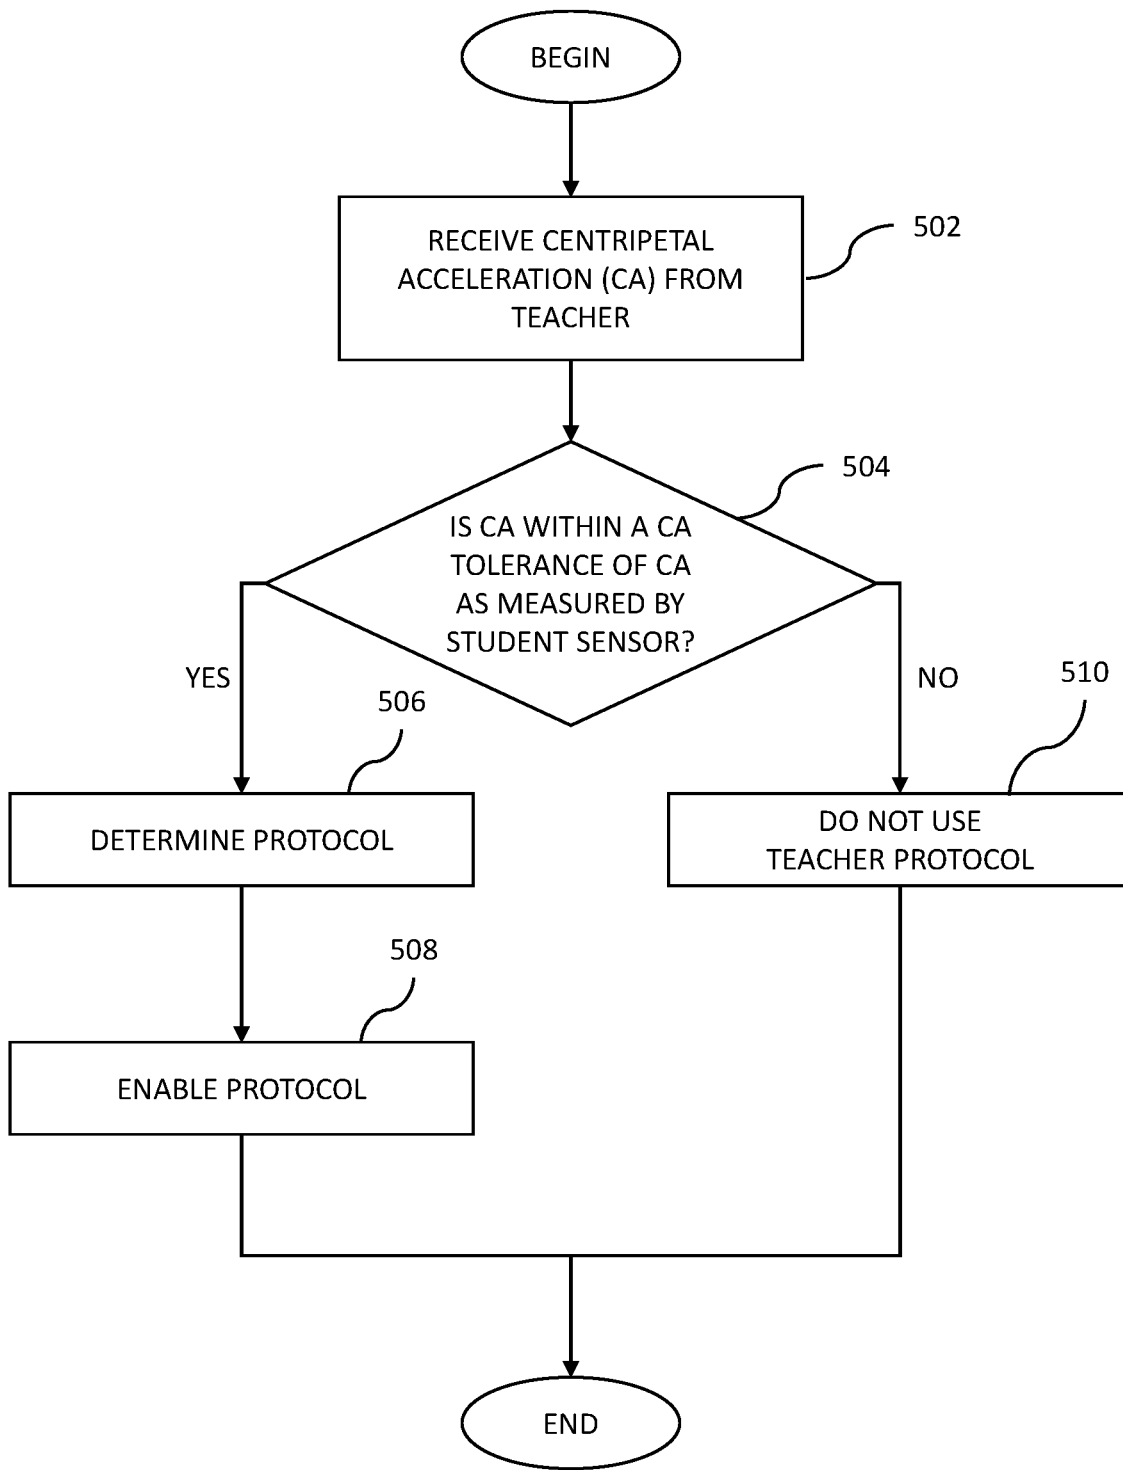 BEGIN
RECEIVE CENTRIPETAL
ACCELERATION (CA) FROM
TEACHER
502
IS CA WITHIN A CA
TOLERANCE OF CA
AS MEASURED BY
STUDENT SENSOR?
504
YES
NO
506
510
DETERMINE PROTOCOL
DO NOT USE
TEACHER PROTOCOL
508
ENABLE PROTOCOL
END